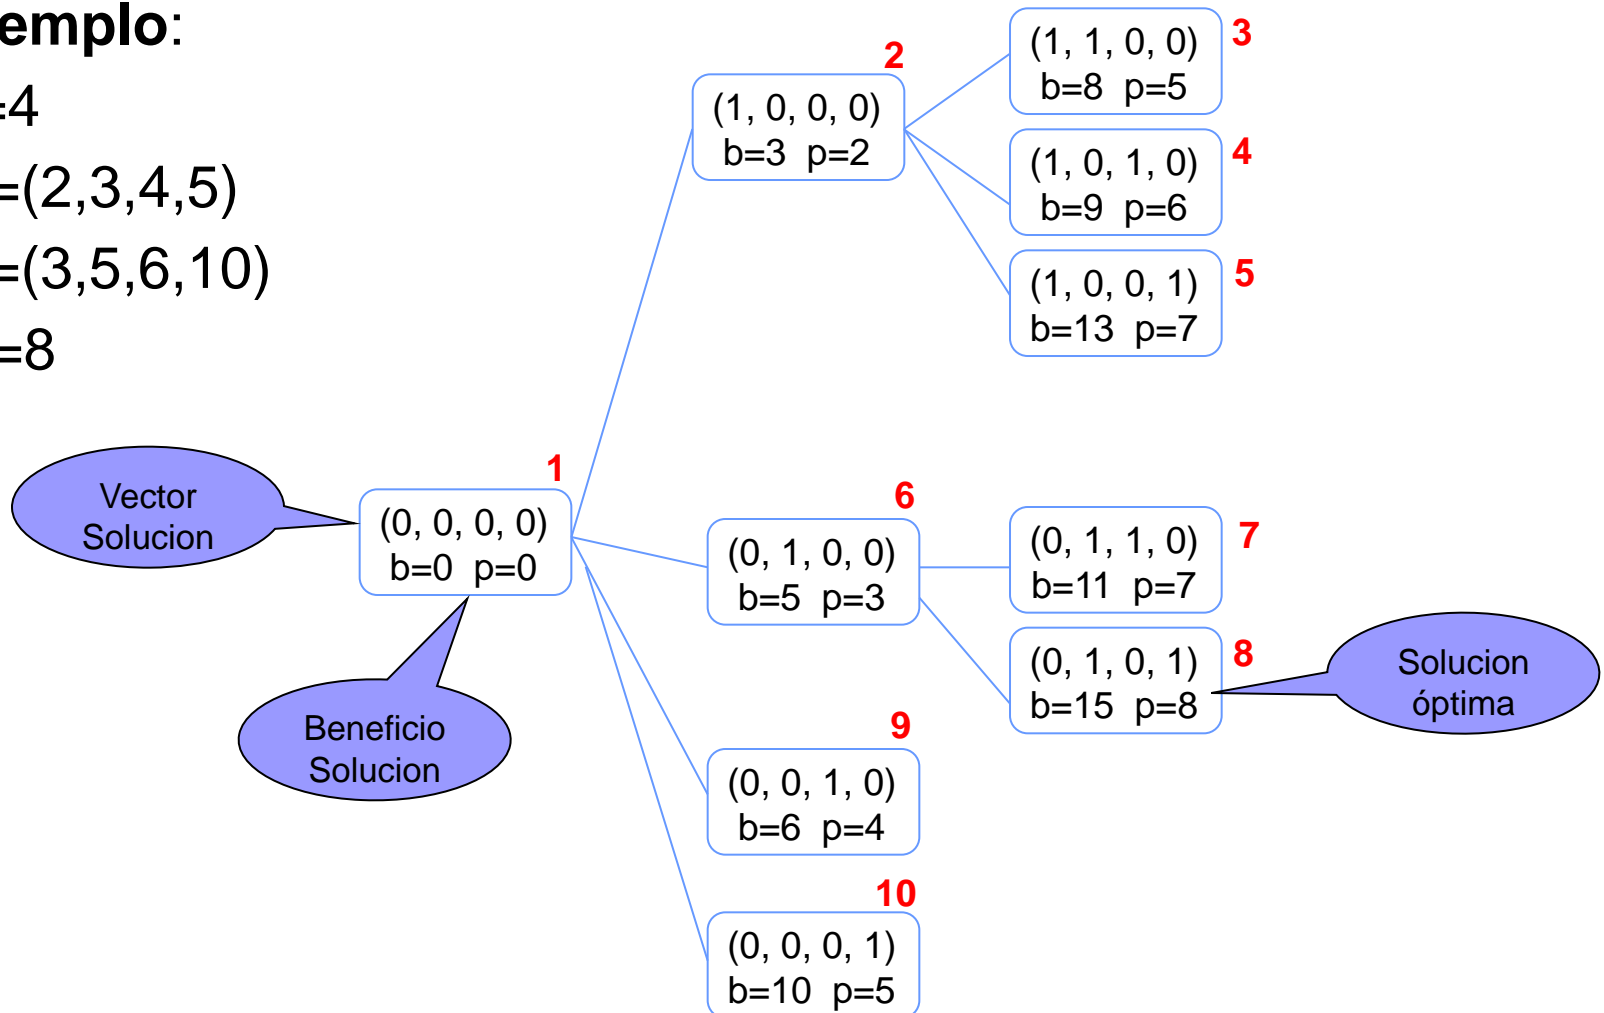 emplo:
=4
=(2,3,4,5)
=(3,5,6,10)
=8
1
(0, 0, 0, 0)
b=0 p=0
Vector
Solucion
Beneficio
Solucion
2
(1, 0, 0, 0)
b=3 p=2
3
(1, 1, 0, 0)
b=8 p=5
4
(1, 0, 1, 0)
b=9 p=6
5
(1, 0, 0, 1)
b=13 p=7
6
(0, 1, 0, 0)
b=5 p=3
7
(0, 1, 1, 0)
b=11 p=7
8
(0, 1, 0, 1)
b=15 p=8
Solucion
óptima
9
(0, 0, 1, 0)
b=6 p=4
10
(0, 0, 0, 1)
b=10 p=5